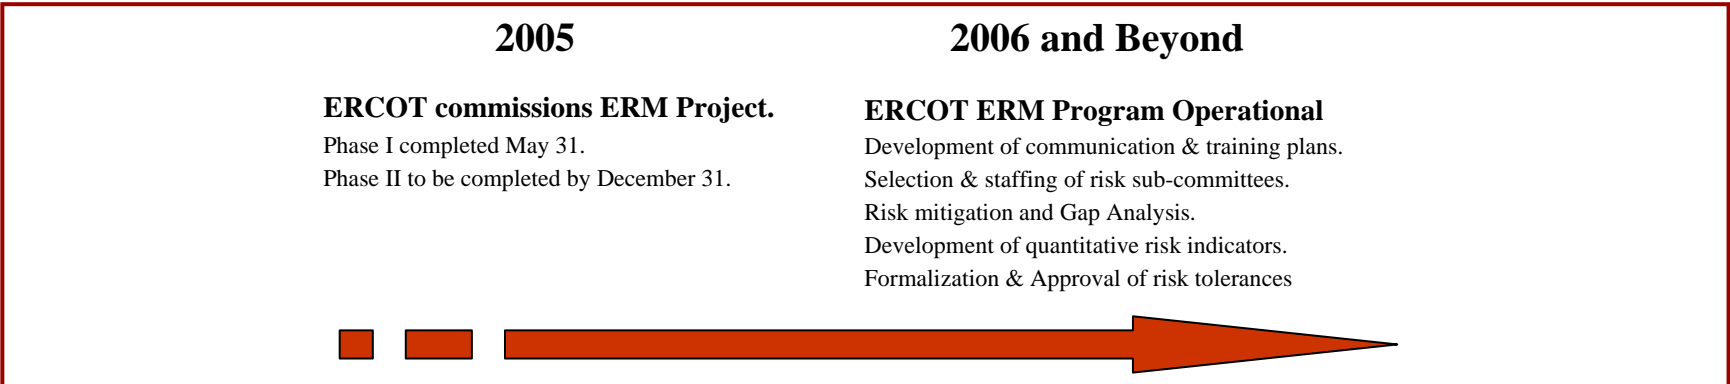 2005
ERCOT commissions ERM Project.
Phase I completed May 31.
Phase II to be completed by December 31.
2006 and Beyond
ERCOT ERM Program Operational
Development of communication & training plans.
Selection & staffing of risk sub-committees.
Risk mitigation and Gap Analysis.
Development of quantitative risk indicators.
Formalization & Approval of risk tolerances